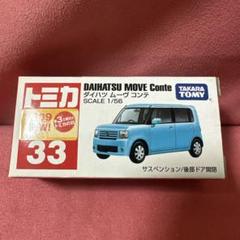 トミカ
DAIHATSU MOVE Conte
ダイハツ ムーヴ コンテ
SCALE 1/56
TAKARA
TOMY
33
サスペンション/後部ドア開閉